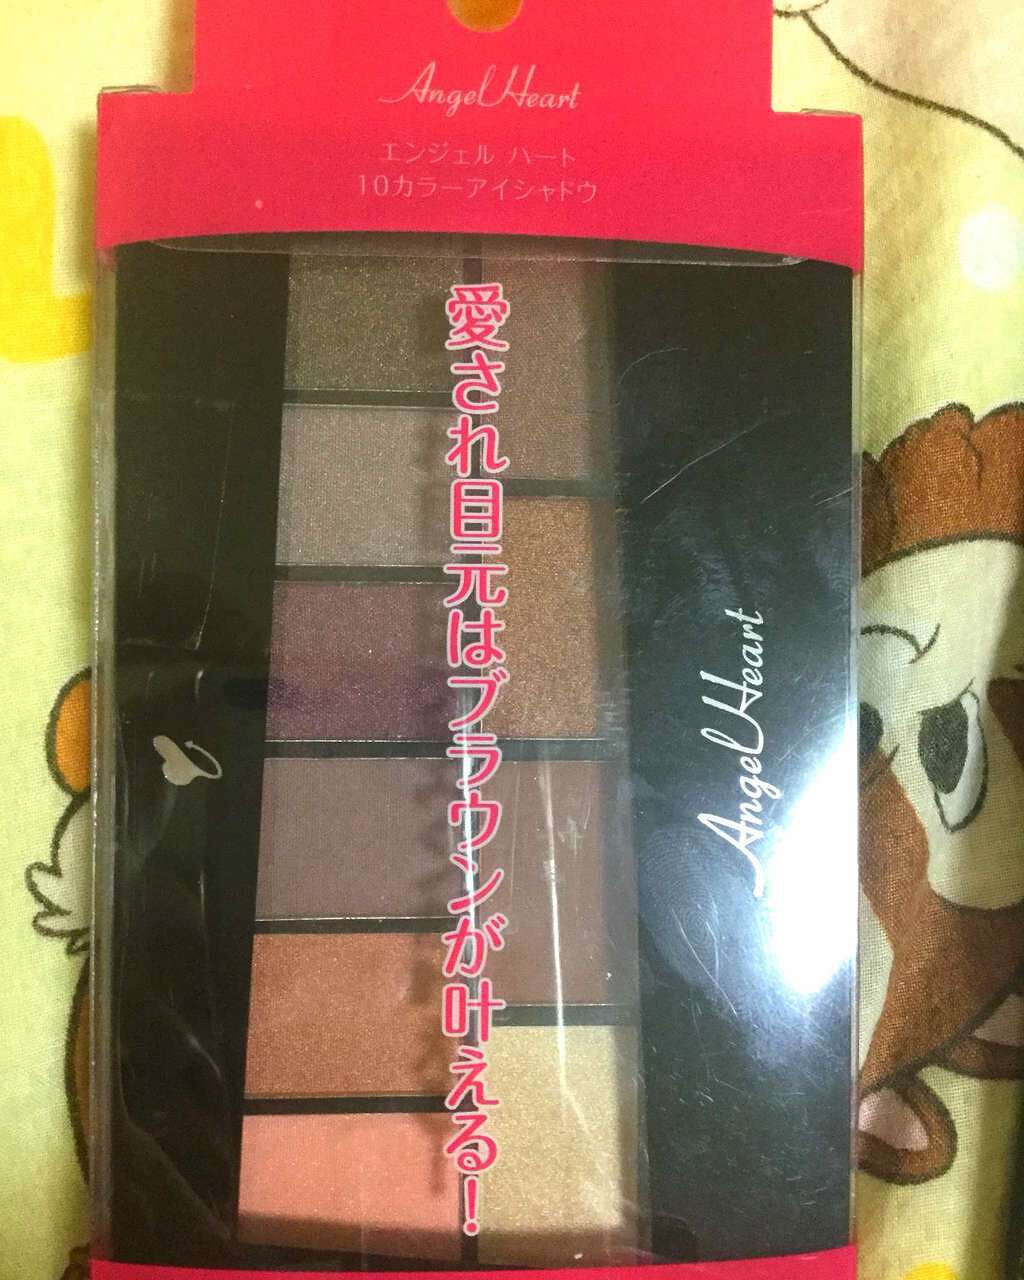 Angel Heart
エンジェル ハート
10カラーアイシャドウ
愛され目元はブラウンが叶える!
Angel Heart